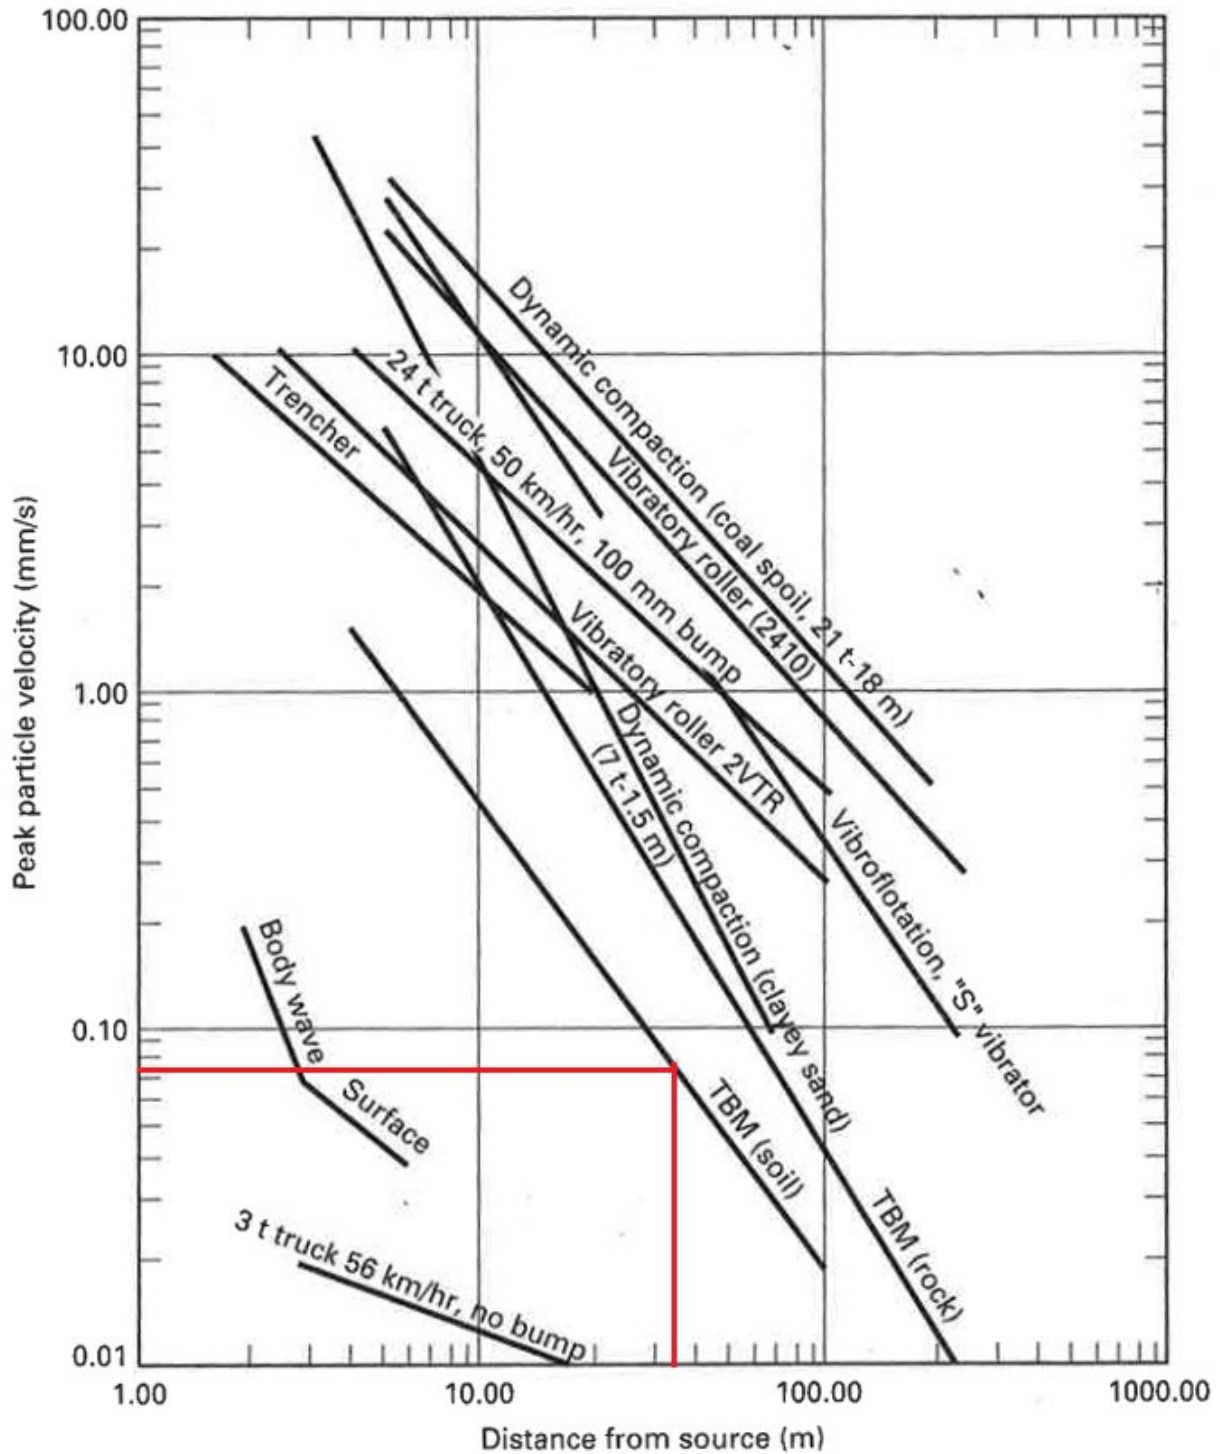 100.00
10.00
1.00
0.10
0.01
Peak particle velocity (mm/s)
Dynamic compaction (coal spoil, 21 t-18 m)
Vibratory roller (2410)
24 t truck, 50 km/hr, 100 mm bump
Trencher
Vibratory roller 2VTR
Dynamic compaction (clayey sand)
(7 t-1.5 m)
Vibroflotation, "S" vibrator
Body wave
Surface
TBM (soil)
TBM (rock)
3 t truck 56 km/hr, no bump
1.00
10.00
100.00
1000.00
Distance from source (m)